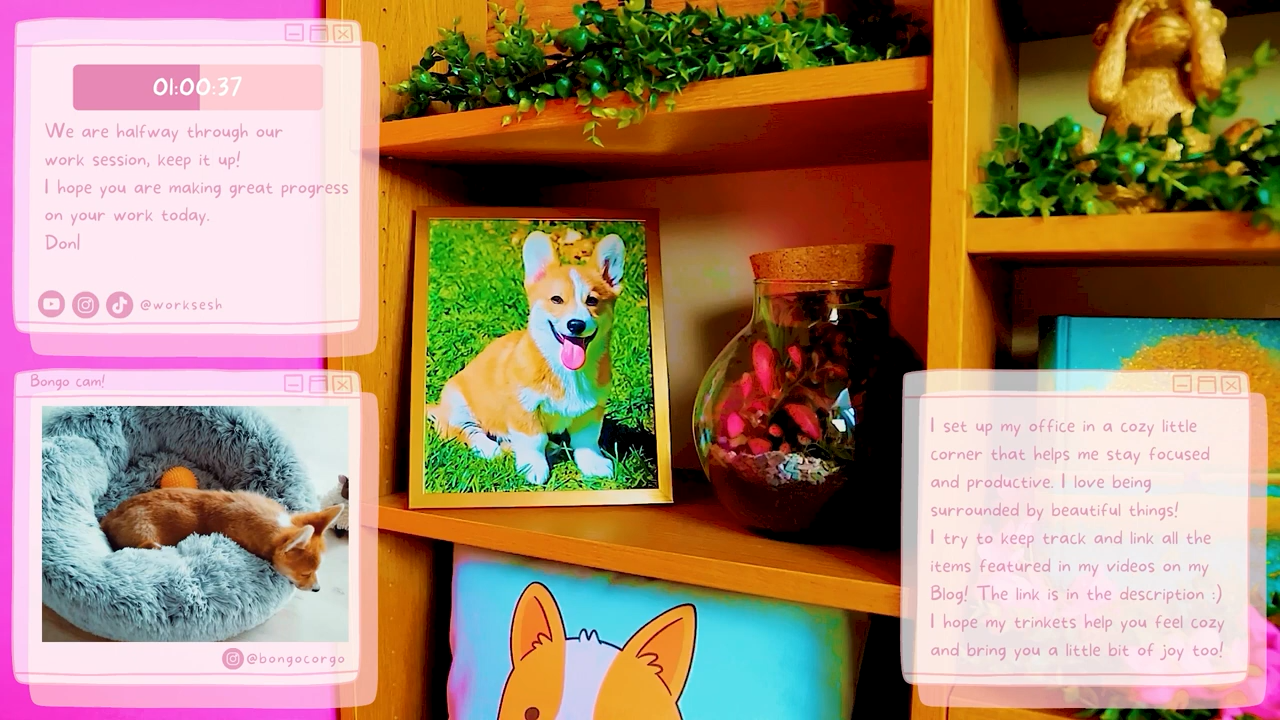 01:00:37
We are halfway through our
work session, keep it up!
I hope you are making great progress
on your work today.
Don|
@worksesh
Bongo cam!
@bongocorgo
I set up my office in a cozy little
corner that helps me stay focused
and productive. I love being
surrounded by beautiful things!
I try to keep track and link all the
items featured in my videos on my
Blog! The link is in the description :)
I hope my trinkets help you feel cozy
and bring you a little bit of joy too!